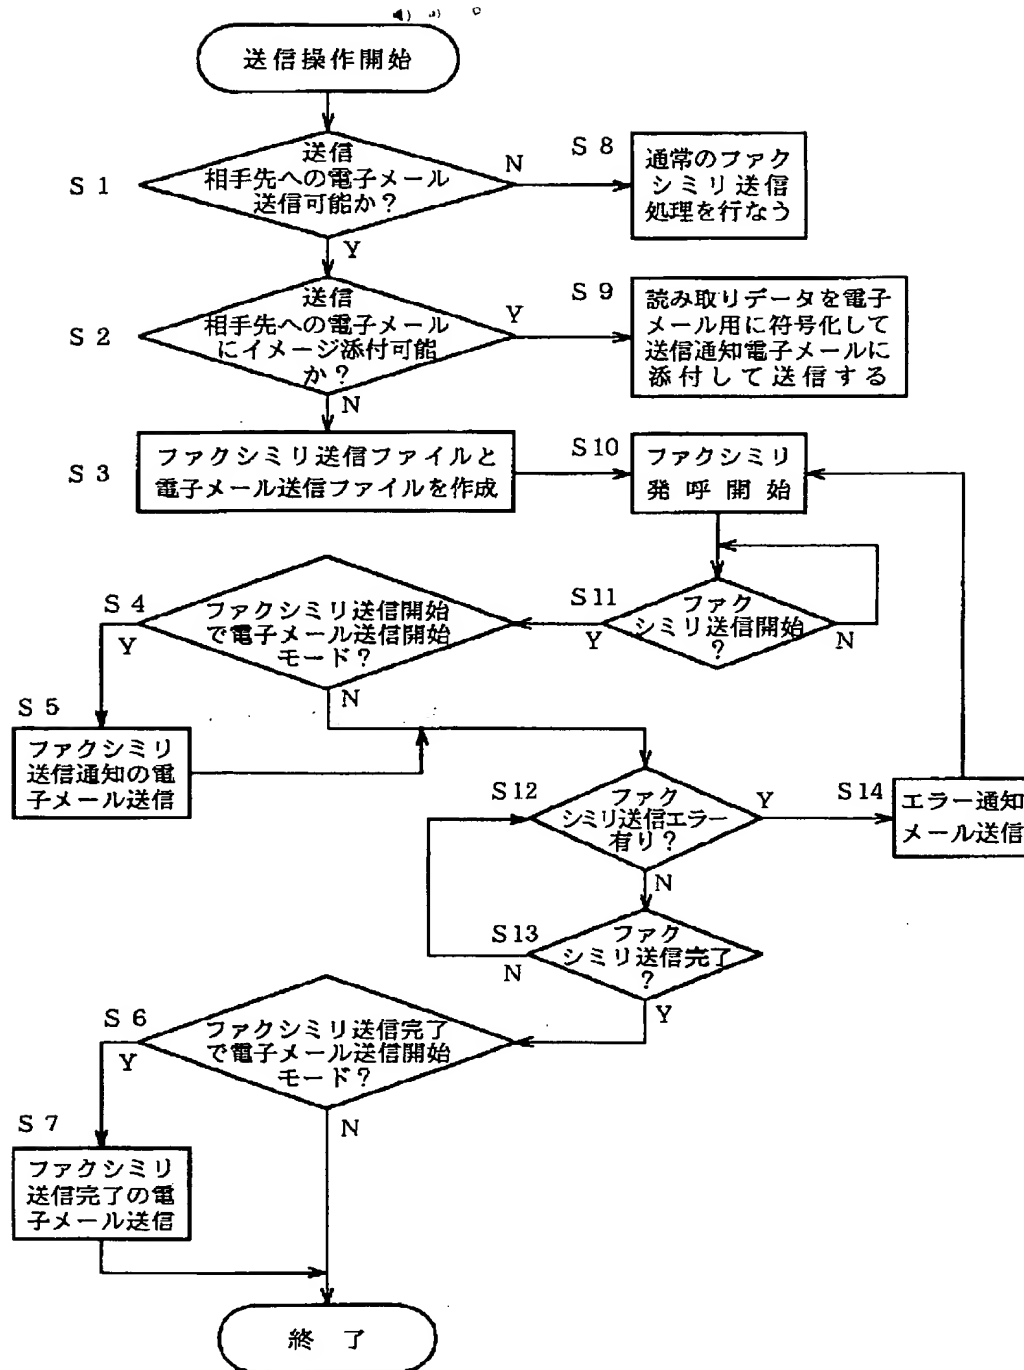 送信操作開始
S1
送信
相手先への電子メール
送信可能か？
N
Y
S8
通常のファク
シミリ送信
処理を行なう
S2
送信
相手先への電子メール
にイメージ添付可能
か？
Y
N
S9
読み取りデータを電子
メール用に符号化して
送信通知電子メールに
添付して送信する
S3
ファクシミリ送信ファイルと
電子メール送信ファイルを作成
S10
ファクシミリ
発呼開始
S11
ファク
シミリ送信開始
？
Y
N
S4
ファクシミリ送信開始
で電子メール送信開始
モード？
Y
N
S5
ファクシミリ
送信通知の電
子メール送信
S12
ファク
シミリ送信エラー
有り？
Y
N
S14
エラー通知
メール送信
S13
ファク
シミリ送信完了
？
N
Y
S6
ファクシミリ送信完了
で電子メール送信開始
モード？
Y
N
S7
ファクシミリ
送信完了の電
子メール送信
終了